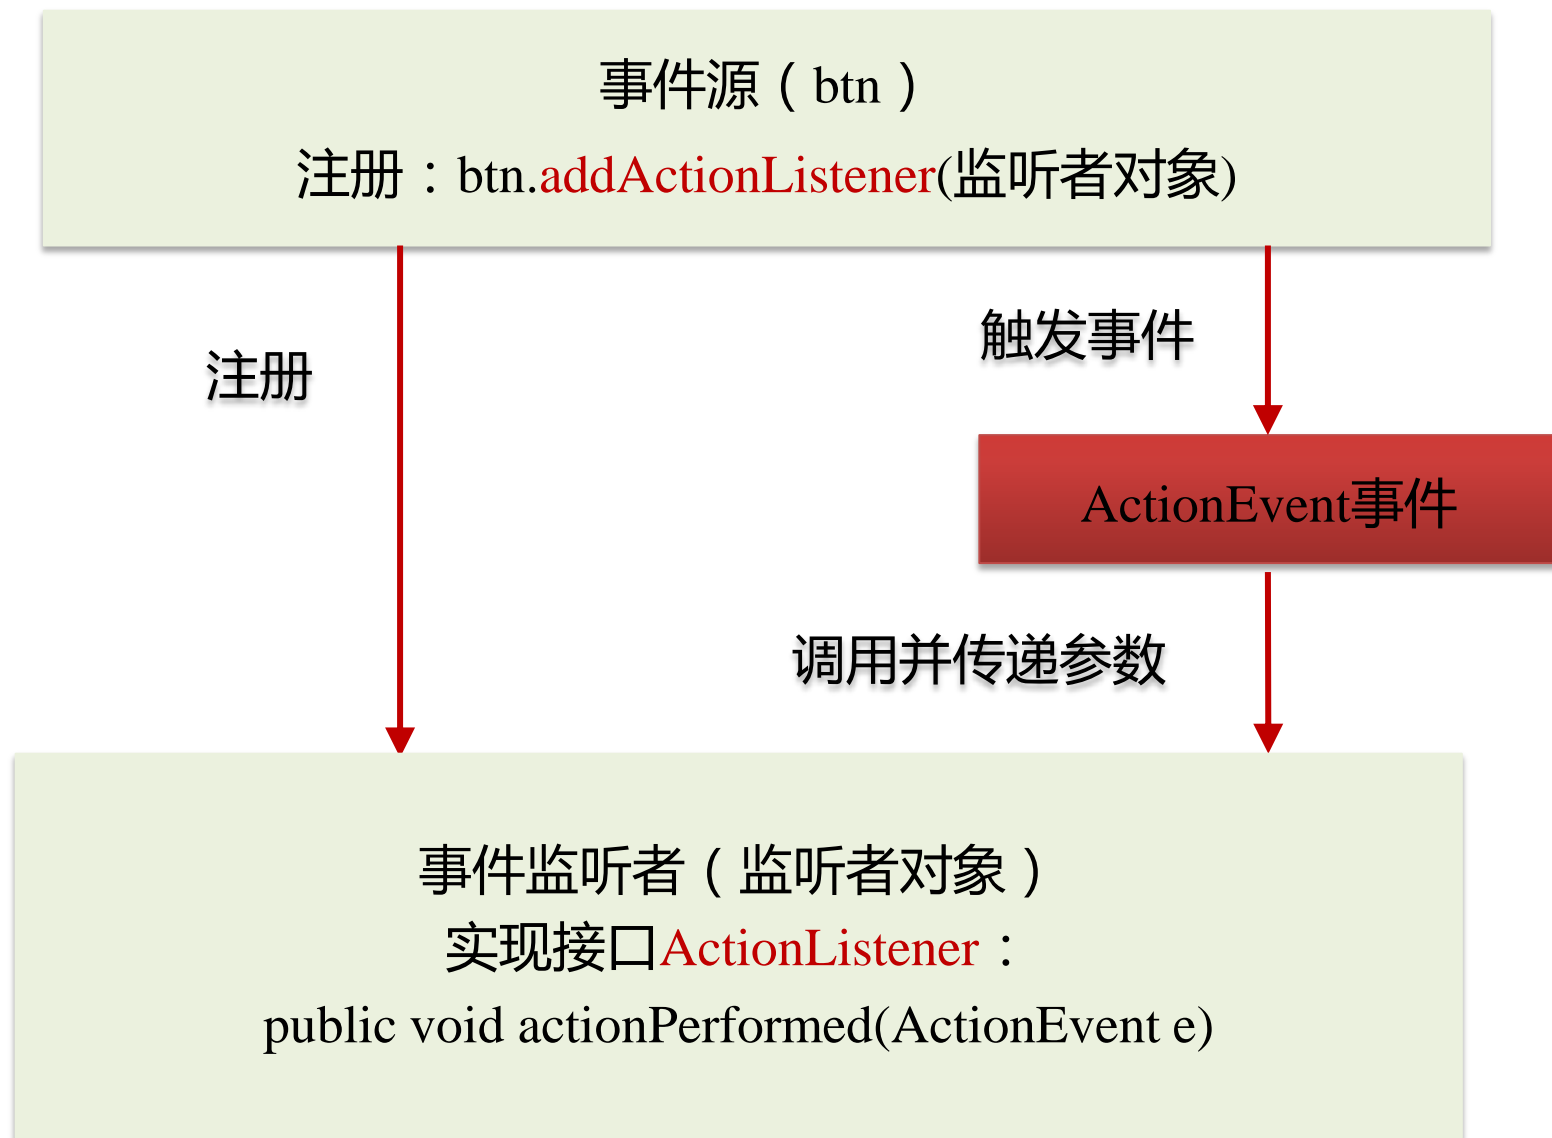 事件源（btn）
注册：btn.addActionListener(监听者对象)
注册
触发事件
ActionEvent事件
调用并传递参数
事件监听者（监听者对象）
实现接口ActionListener：
public void actionPerformed(ActionEvent e)